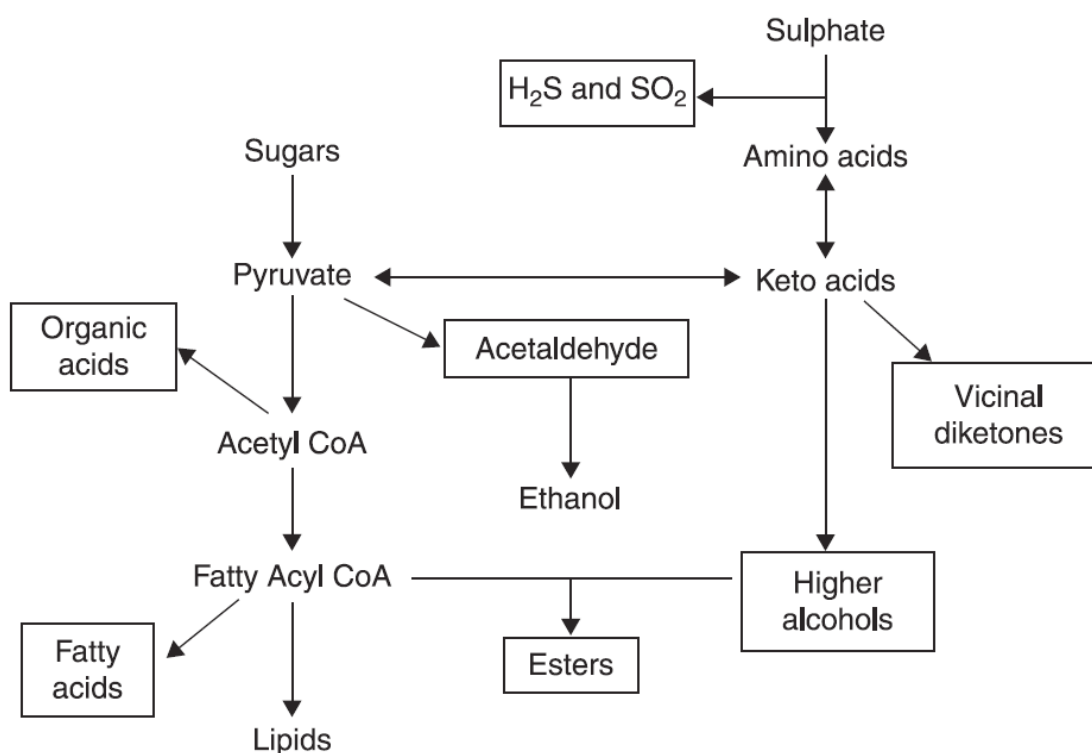 Sulphate
H₂S and SO₂
Sugars
Amino acids
Pyruvate
Keto acids
Organic
acids
Acetaldehyde
Vicinal
diketones
Acetyl CoA
Ethanol
Fatty Acyl CoA
Higher
alcohols
Fatty
acids
Esters
Lipids